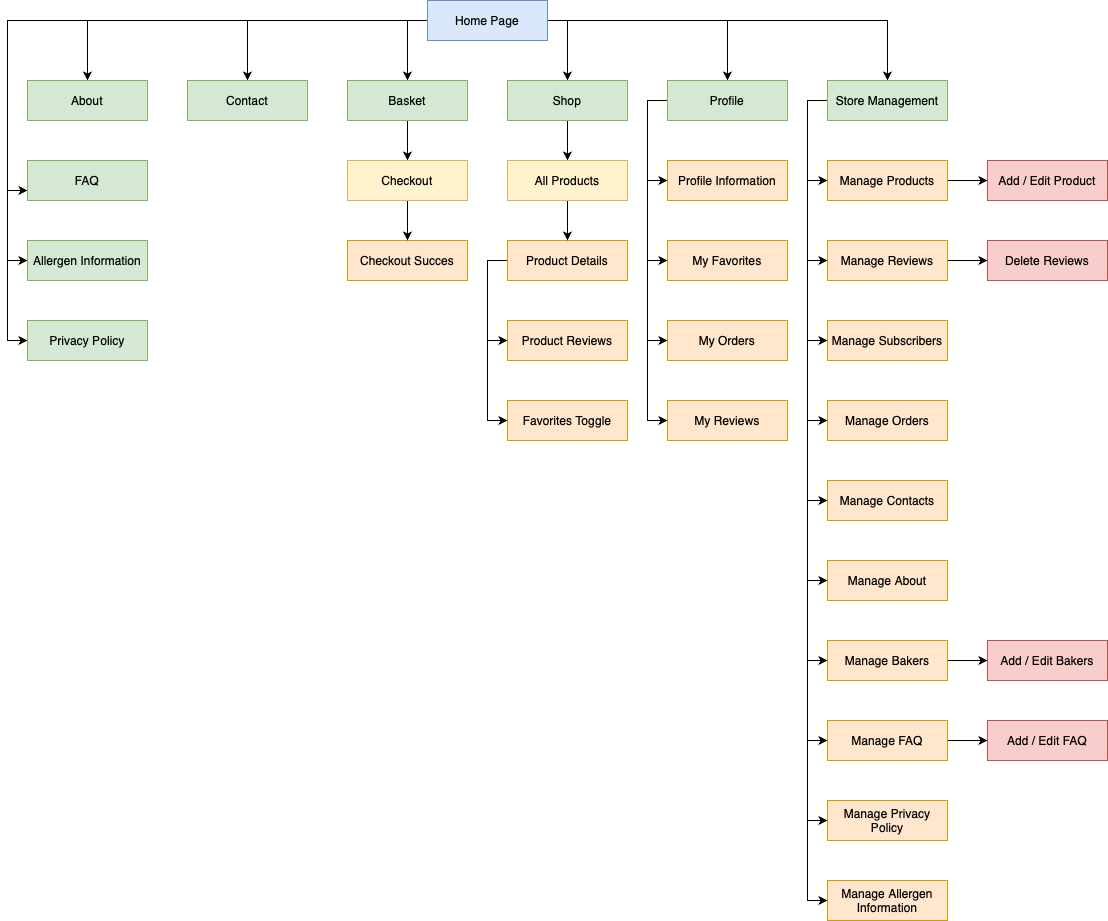 Home Page
About
Contact
Basket
Shop
Profile
Store Management
FAQ
Checkout
All Products
Profile Information
Manage Products
Add / Edit Product
Allergen Information
Checkout Succes
Product Details
My Favorites
Manage Reviews
Delete Reviews
Privacy Policy
Product Reviews
My Orders
Manage Subscribers
Favorites Toggle
My Reviews
Manage Orders
Manage Contacts
Manage About
Manage Bakers
Add / Edit Bakers
Manage FAQ
Add / Edit FAQ
Manage Privacy
Policy
Manage Allergen
Information